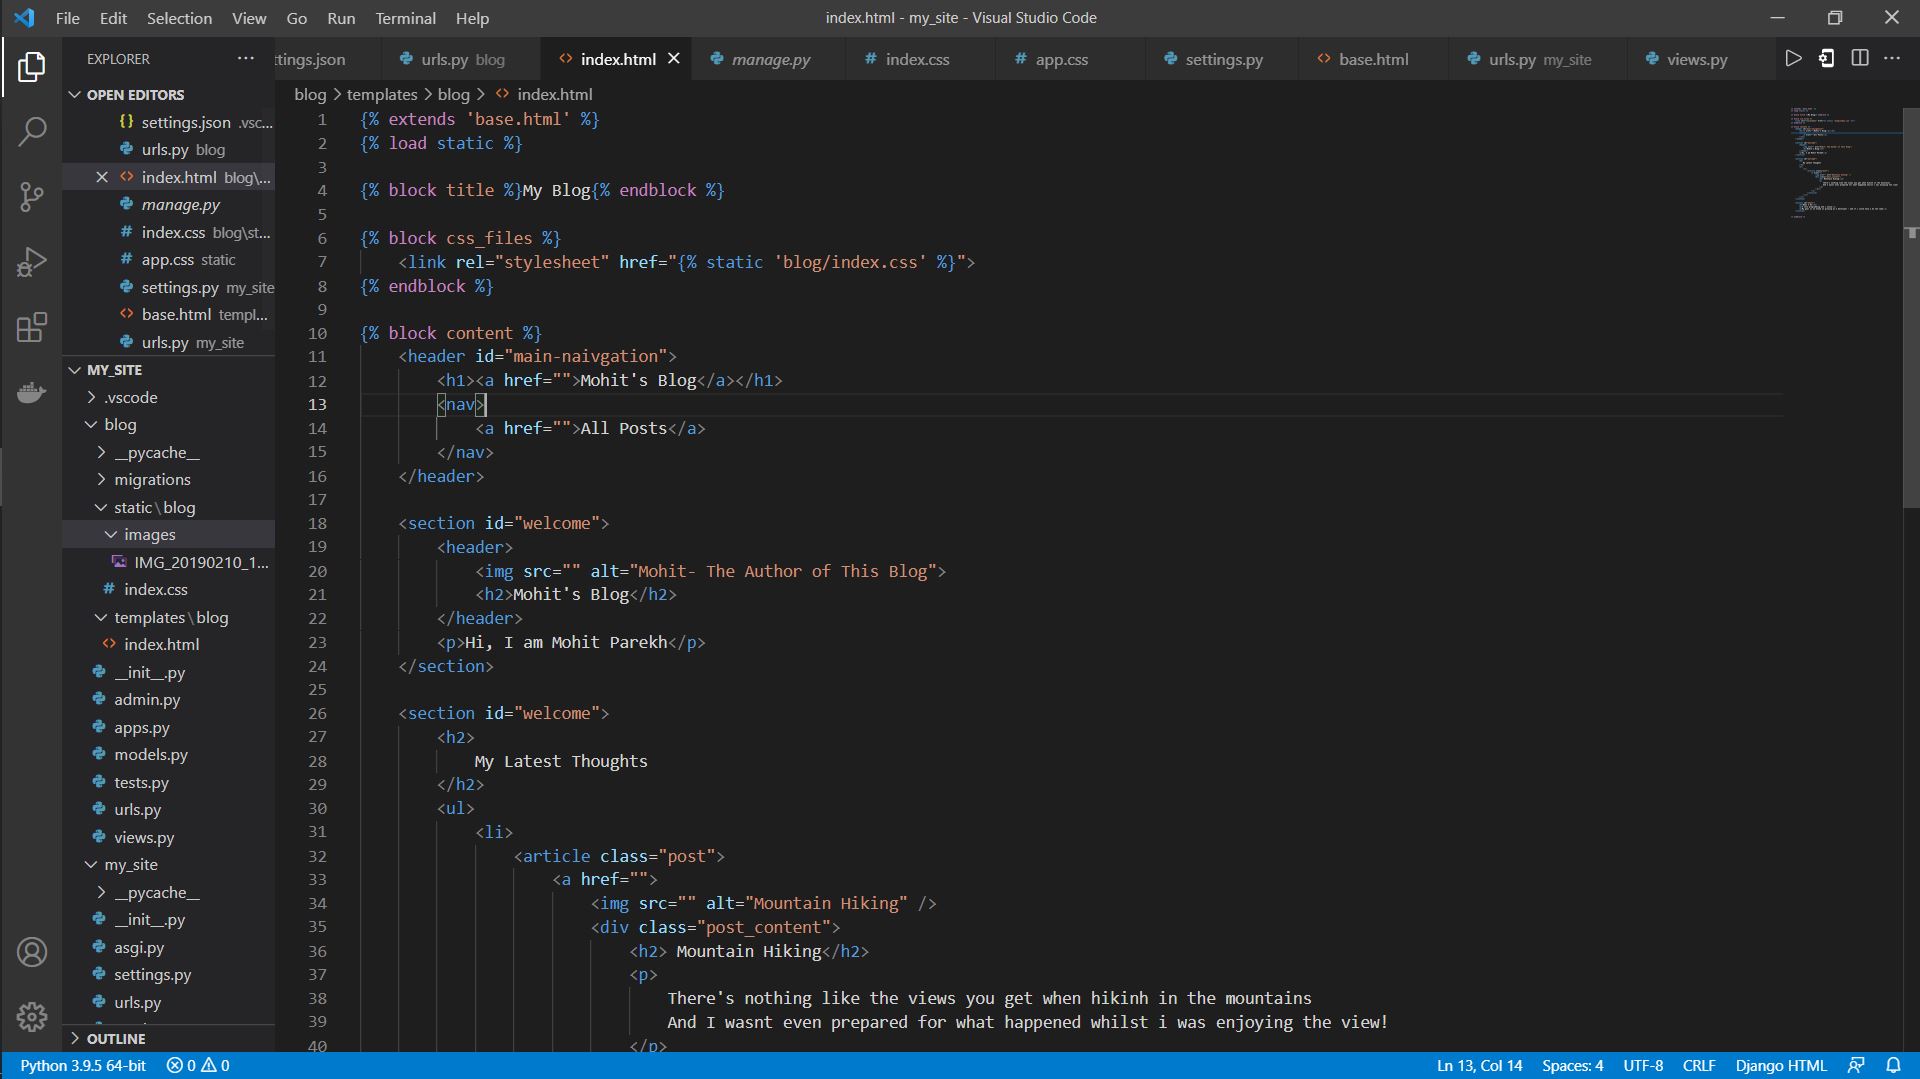 File Edit Selection View Go Run Terminal Help
index.html - my_site - Visual Studio Code
EXPLORER
ttings.json urls.py blog index.html manage.py index.css app.css settings.py base.html urls.py my_site views.py
OPEN EDITORS
settings.json .vsc...
urls.py blog
index.html blog\...
manage.py
index.css blog\st...
app.css static
settings.py my_site
base.html templ...
urls.py my_site
MY_SITE
.vscode
blog
__pycache__
migrations
static\blog
images
IMG_20190210_1...
index.css
templates\blog
index.html
__init__.py
admin.py
apps.py
models.py
tests.py
urls.py
views.py
my_site
__pycache__
__init__.py
asgi.py
settings.py
urls.py
OUTLINE
blog > templates > blog > index.html
1 {% extends 'base.html' %}
2 {% load static %}
3
4 {% block title %}My Blog{% endblock %}
5
6 {% block css_files %}
7 <link rel="stylesheet" href="{% static 'blog/index.css' %}">
8 {% endblock %}
9
10 {% block content %}
11 <header id="main-naivgation">
12 <h1><a href="">Mohit's Blog</a></h1>
13 <nav>
14 <a href="">All Posts</a>
15 </nav>
16 </header>
17
18 <section id="welcome">
19 <header>
20 <img src="" alt="Mohit- The Author of This Blog">
21 <h2>Mohit's Blog</h2>
22 </header>
23 <p>Hi, I am Mohit Parekh</p>
24 </section>
25
26 <section id="welcome">
27 <h2>
28 My Latest Thoughts
29 </h2>
30 <ul>
31 <li>
32 <article class="post">
33 <a href="">
34 <img src="" alt="Mountain Hiking" />
35 <div class="post_content">
36 <h2> Mountain Hiking</h2>
37 <p>
38 There's nothing like the views you get when hikinh in the mountains
39 And I wasnt even prepared for what happened whilst i was enjoying the view!
40 </p>
Python 3.9.5 64-bit 0 0
Ln 13, Col 14 Spaces: 4 UTF-8 CRLF Django HTML